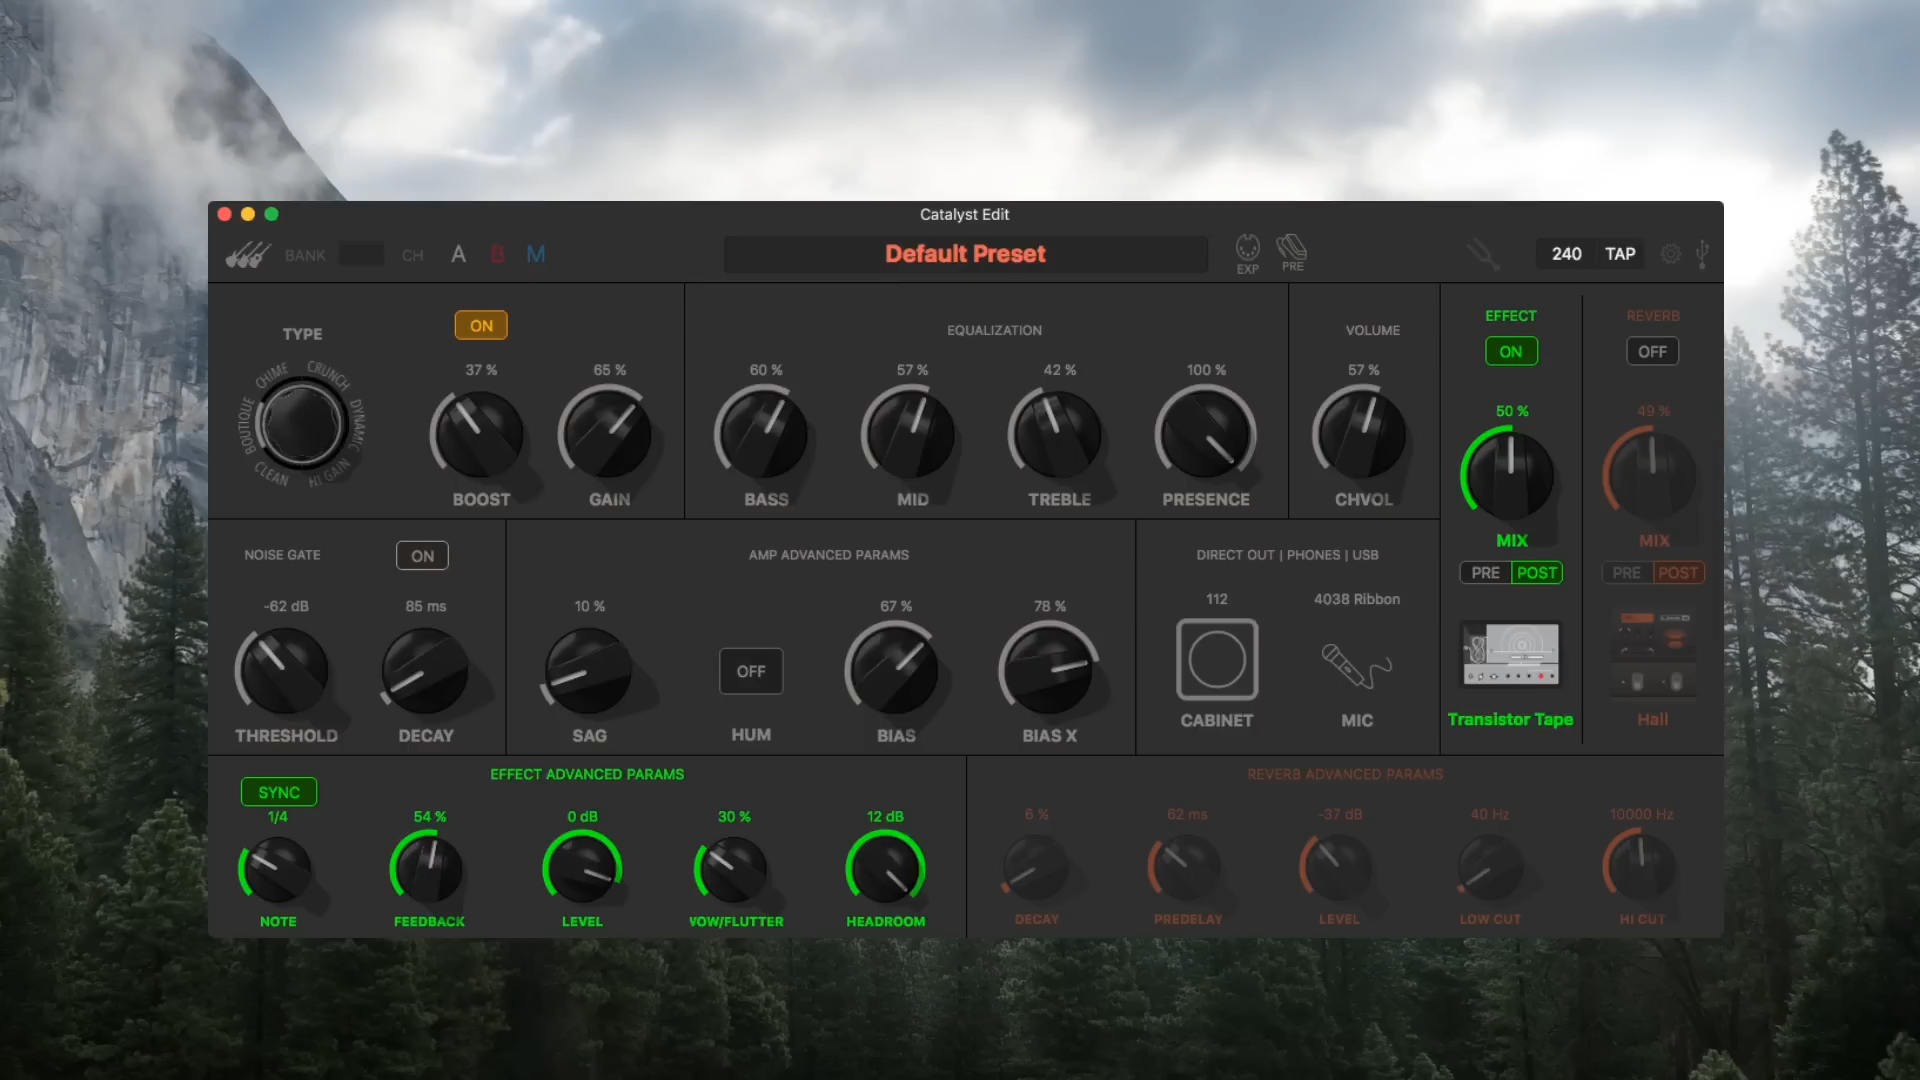 Catalyst Edit
BANK CH A B M
Default Preset
EXP PRE
240 TAP
TYPE
CHIME CRUNCH
BOUTIQUE DYNAMIC
CLEAN HI GAIN
ON
37 % 65 %
BOOST GAIN
EQUALIZATION
60 % 57 % 42 % 100 %
BASS MID TREBLE PRESENCE
VOLUME
57 %
CHVOL
EFFECT
ON
50 %
MIX
PRE POST
Transistor Tape
REVERB
OFF
49 %
MIX
PRE POST
Hall
NOISE GATE ON
-62 dB 85 ms
THRESHOLD DECAY
AMP ADVANCED PARAMS
10 % 67 % 78 %
OFF
SAG HUM BIAS BIAS X
DIRECT OUT | PHONES | USB
112 4038 Ribbon
CABINET MIC
EFFECT ADVANCED PARAMS
SYNC
1/4 54 % 0 dB 30 % 12 dB
NOTE FEEDBACK LEVEL WOW/FLUTTER HEADROOM
REVERB ADVANCED PARAMS
6 % 62 ms -37 dB 40 Hz 10000 Hz
DECAY PREDELAY LEVEL LOW CUT HI CUT